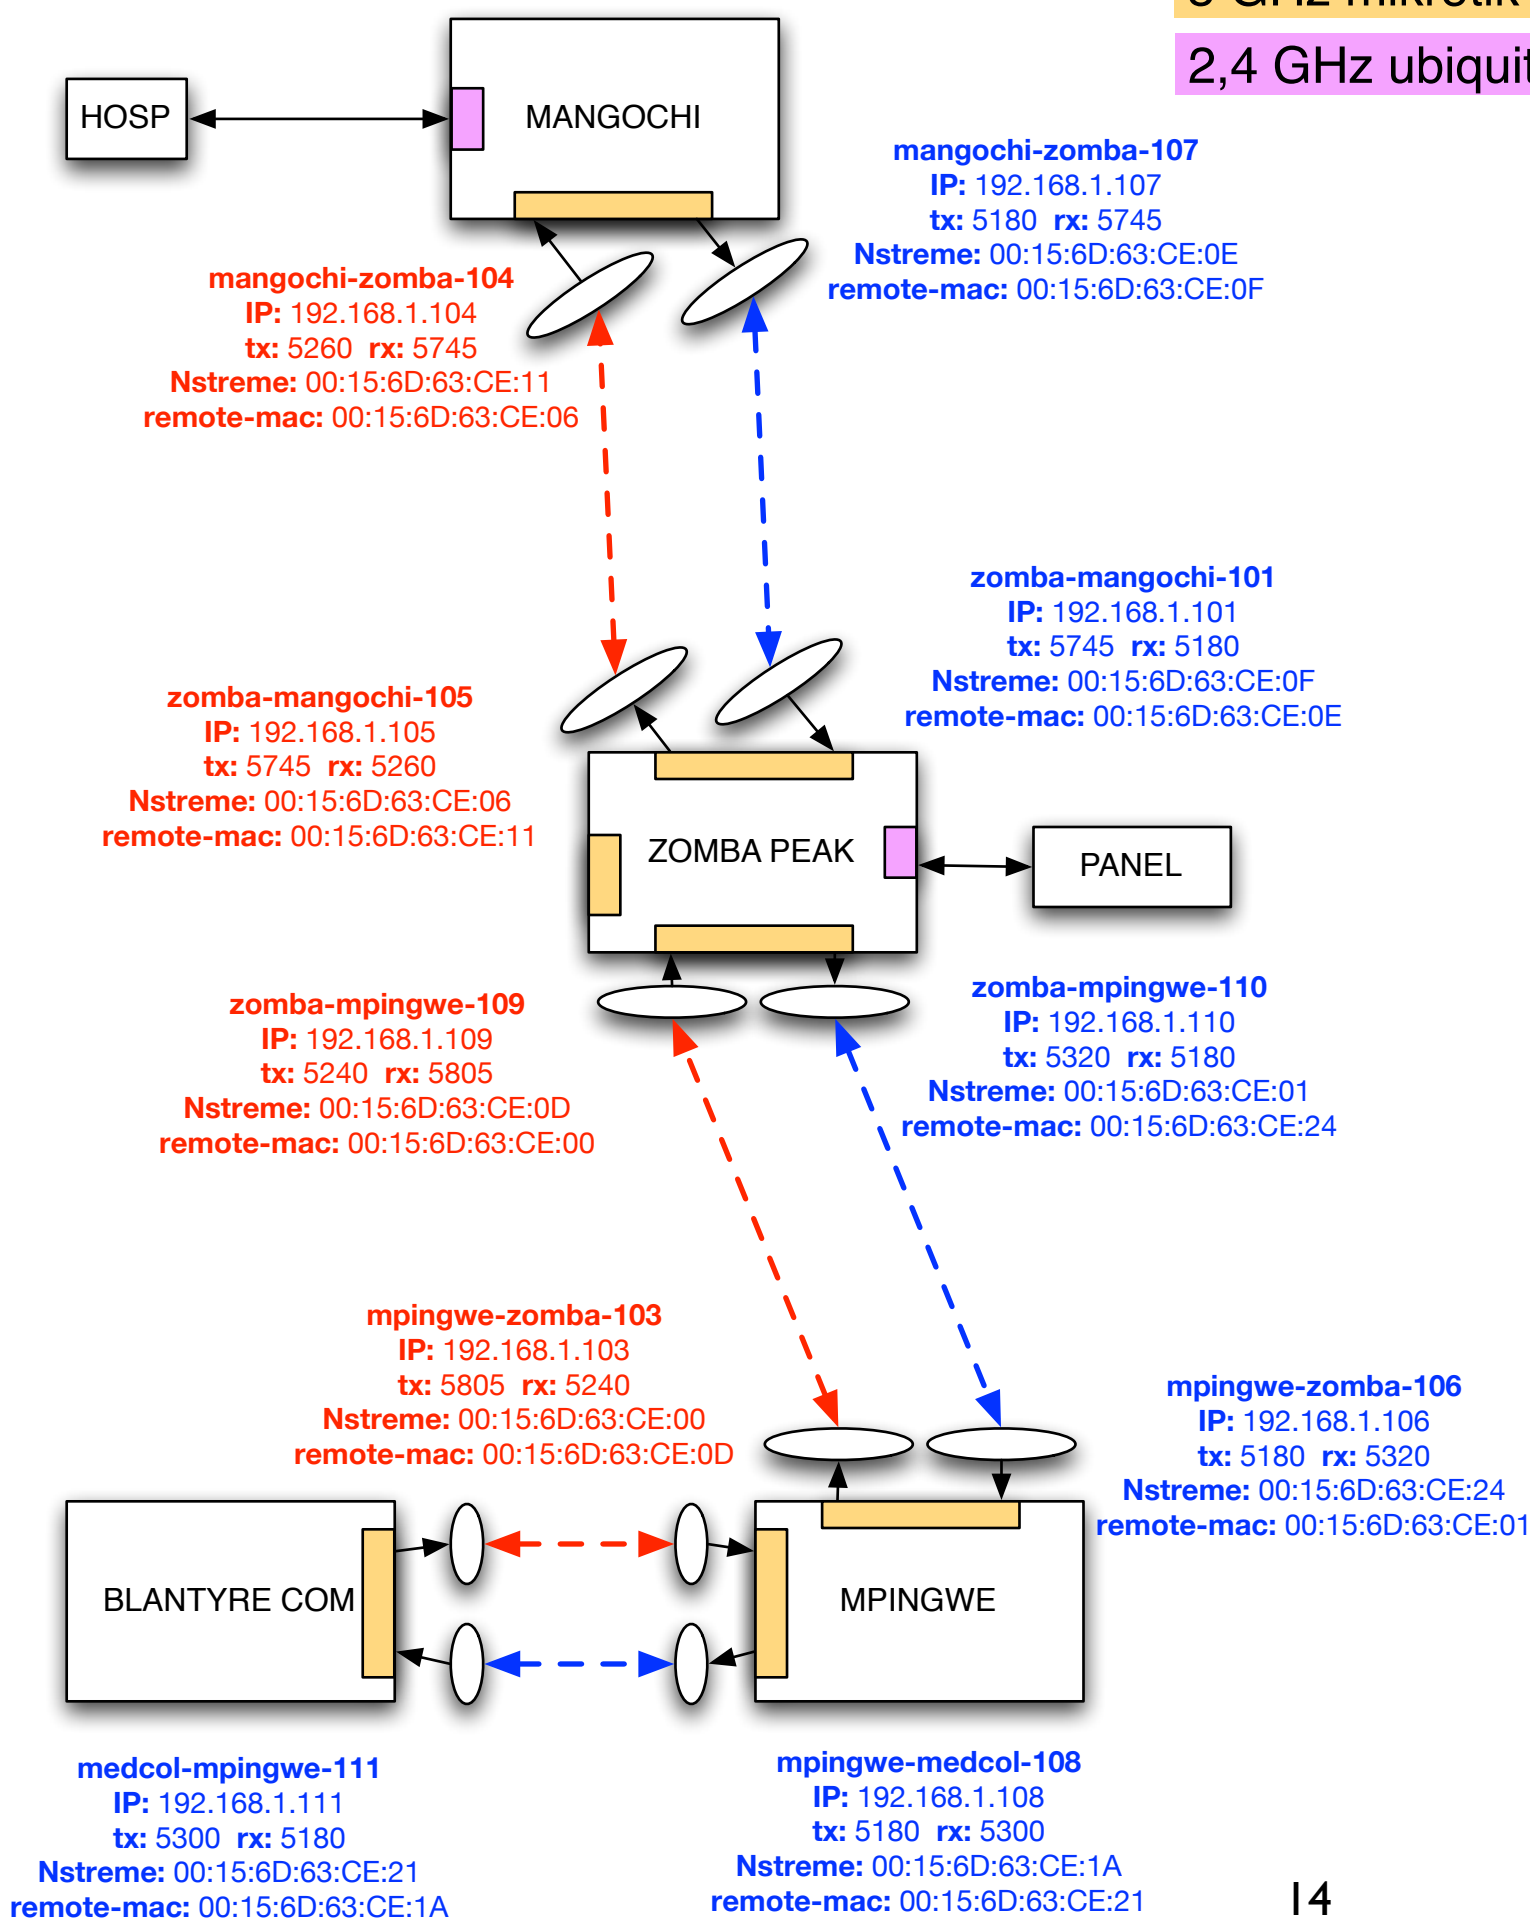 5 GHz mikrotik
2,4 GHz ubiquit
HOSP
MANGOCHI
mangochi-zomba-107
IP: 192.168.1.107
tx: 5180 rx: 5745
Nstreme: 00:15:6D:63:CE:0E
remote-mac: 00:15:6D:63:CE:0F
mangochi-zomba-104
IP: 192.168.1.104
tx: 5260 rx: 5745
Nstreme: 00:15:6D:63:CE:11
remote-mac: 00:15:6D:63:CE:06
zomba-mangochi-101
IP: 192.168.1.101
tx: 5745 rx: 5180
Nstreme: 00:15:6D:63:CE:0F
remote-mac: 00:15:6D:63:CE:0E
zomba-mangochi-105
IP: 192.168.1.105
tx: 5745 rx: 5260
Nstreme: 00:15:6D:63:CE:06
remote-mac: 00:15:6D:63:CE:11
ZOMBA PEAK
PANEL
zomba-mpingwe-109
IP: 192.168.1.109
tx: 5240 rx: 5805
Nstreme: 00:15:6D:63:CE:0D
remote-mac: 00:15:6D:63:CE:00
zomba-mpingwe-110
IP: 192.168.1.110
tx: 5320 rx: 5180
Nstreme: 00:15:6D:63:CE:01
remote-mac: 00:15:6D:63:CE:24
mpingwe-zomba-103
IP: 192.168.1.103
tx: 5805 rx: 5240
Nstreme: 00:15:6D:63:CE:00
remote-mac: 00:15:6D:63:CE:0D
mpingwe-zomba-106
IP: 192.168.1.106
tx: 5180 rx: 5320
Nstreme: 00:15:6D:63:CE:24
remote-mac: 00:15:6D:63:CE:01
BLANTYRE COM
MPINGWE
medcol-mpingwe-111
IP: 192.168.1.111
tx: 5300 rx: 5180
Nstreme: 00:15:6D:63:CE:21
remote-mac: 00:15:6D:63:CE:1A
mpingwe-medcol-108
IP: 192.168.1.108
tx: 5180 rx: 5300
Nstreme: 00:15:6D:63:CE:1A
remote-mac: 00:15:6D:63:CE:21
14